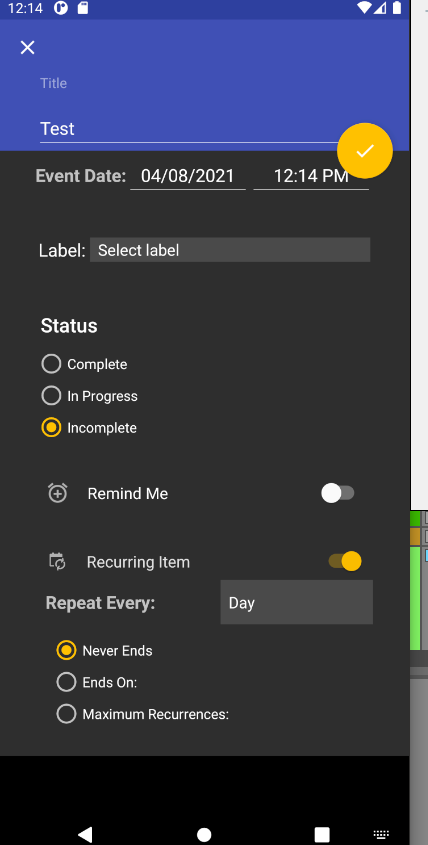 12:14
Title
Test
Event Date: 04/08/2021 12:14 PM
Label: Select label
Status
Complete
In Progress
Incomplete
Remind Me
Recurring Item
Repeat Every: Day
Never Ends
Ends On:
Maximum Recurrences: